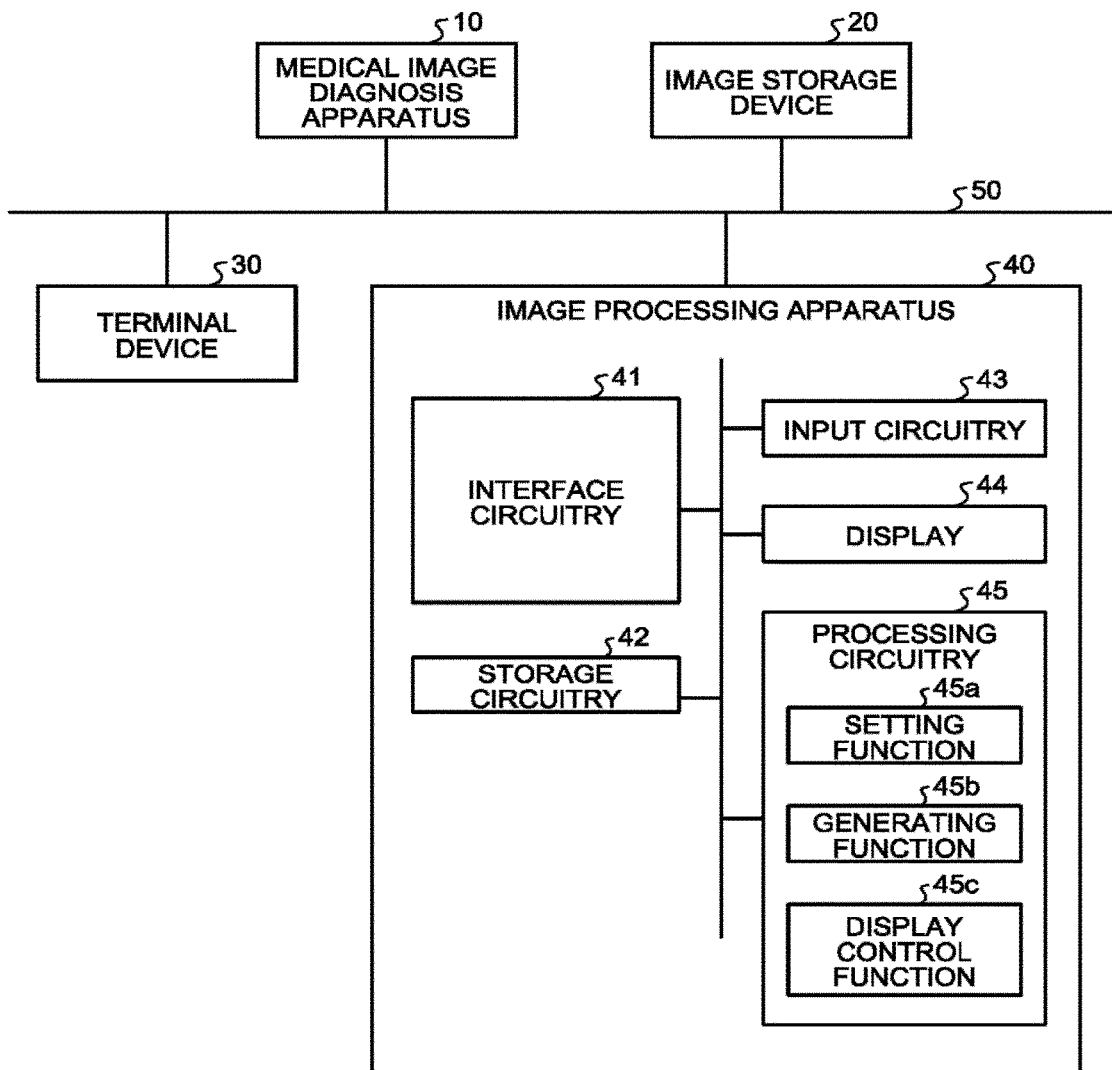 10
MEDICAL IMAGE
DIAGNOSIS
APPARATUS
20
IMAGE STORAGE
DEVICE
50
30
TERMINAL
DEVICE
40
IMAGE PROCESSING APPARATUS
41
INTERFACE
CIRCUITRY
42
STORAGE
CIRCUITRY
43
INPUT CIRCUITRY
44
DISPLAY
45
PROCESSING
CIRCUITRY
45a
SETTING
FUNCTION
45b
GENERATING
FUNCTION
45c
DISPLAY
CONTROL
FUNCTION